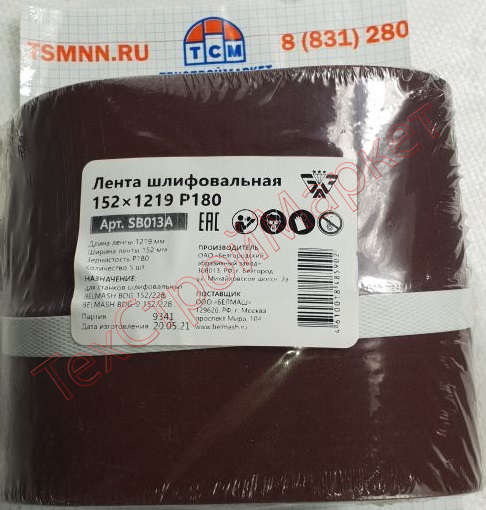 TSMNN.RU
ТСМ
8 (831) 280
ТЕХСТРОЙМАРКЕТ
Лента шлифовальная
152×1219 P180
Арт. SB013A
EAC
Длина ленты 1219 мм
Ширина ленты 152 мм
Зернистость P180
Количество 5 шт.
НАЗНАЧЕНИЕ:
для станков шлифовальных
BELMASH BDG 152/228
BELMASH BDG-2 152/228
Партия 9341
Дата изготовления 20.05.21
ПРОИЗВОДИТЕЛЬ:
ОАО «Белгородский
абразивный завод»
308013, РФ, г. Белгород
ул. Михайловское шоссе, 2а
ПОСТАВЩИК
ООО «БЕЛМАШ»
129626, РФ, г. Москва
проспект Мира, 104
www.belmash.ru
ТехСтройМаркет